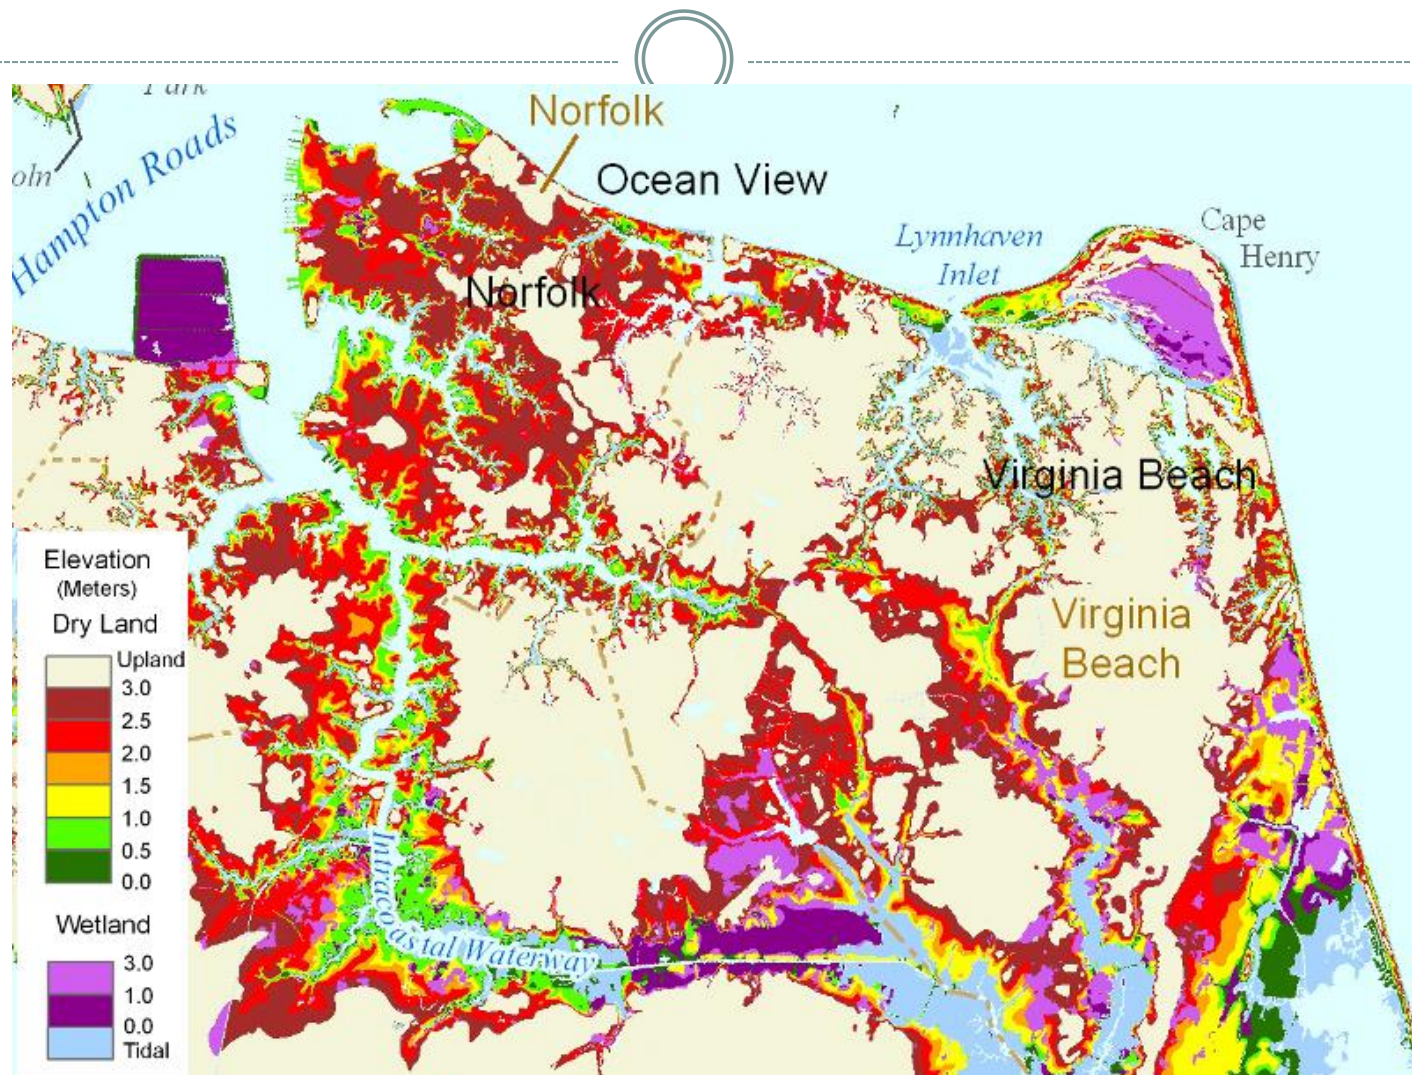 Park
Hampton Roads
oln
Norfolk
Ocean View
Lynnhaven
Inlet
Cape
Henry
Norfolk
Virginia Beach
Virginia
Beach
Intracoastal Waterway
Elevation
(Meters)
Dry Land
Upland
3.0
2.5
2.0
1.5
1.0
0.5
0.0
Wetland
3.0
1.0
0.0
Tidal